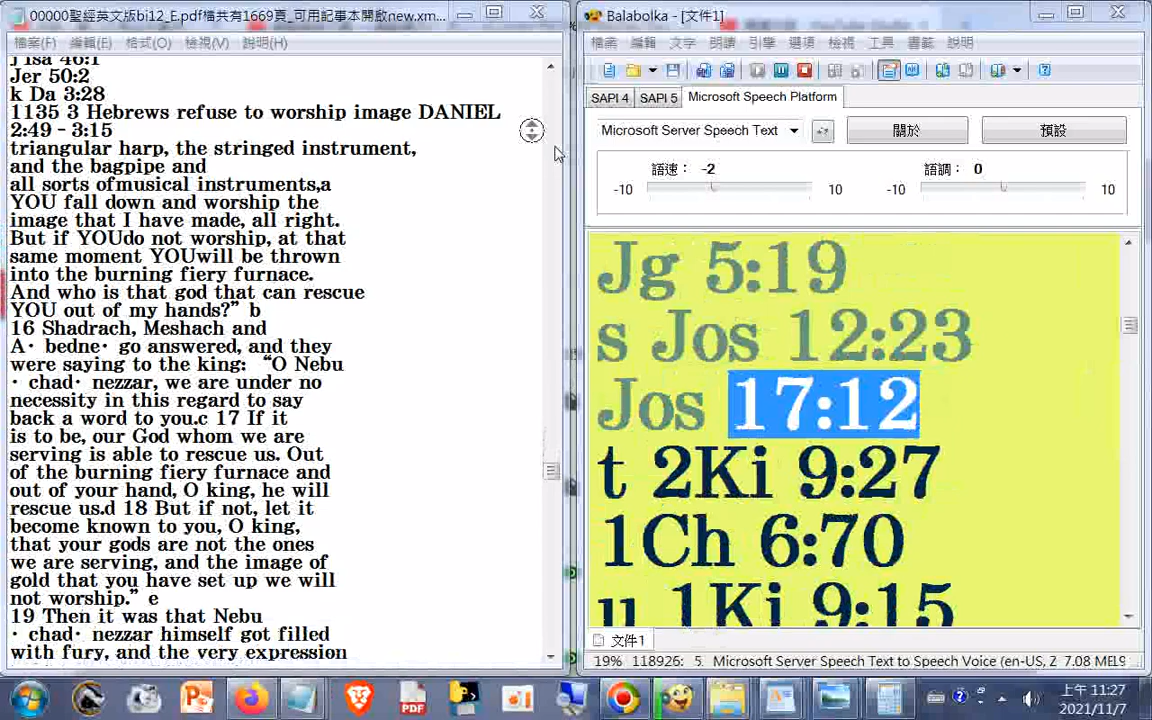 00000聖經英文版bi12_E.pdf檔共有1669頁_可用記事本開啟new.xm...
檔案(F) 編輯(E) 格式(O) 檢視(V) 說明(H)
j Isa 46:1
Jer 50:2
k Da 3:28
1135 3 Hebrews refuse to worship image DANIEL
2:49 - 3:15
triangular harp, the stringed instrument,
and the bagpipe and
all sorts ofmusical instruments,a
YOU fall down and worship the
image that I have made, all right.
But if YOUdo not worship, at that
same moment YOUwill be thrown
into the burning fiery furnace.
And who is that god that can rescue
YOU out of my hands?” b
16 Shadrach, Meshach and
A· bedne· go answered, and they
were saying to the king: “O Nebu
· chad· nezzar, we are under no
necessity in this regard to say
back a word to you.c 17 If it
is to be, our God whom we are
serving is able to rescue us. Out
of the burning fiery furnace and
out of your hand, O king, he will
rescue us.d 18 But if not, let it
become known to you, O king,
that your gods are not the ones
we are serving, and the image of
gold that you have set up we will
not worship.” e
19 Then it was that Nebu
· chad· nezzar himself got filled
with fury, and the very expression
Balabolka - [文件1]
檔案 編輯 文字 朗讀 引擎 選項 檢視 工具 書籤 說明
SAPI 4 SAPI 5 Microsoft Speech Platform
Microsoft Server Speech Text 關於 預設
語速： -2 語調： 0
-10 10 -10 10
Jg 5:19
s Jos 12:23
Jos 17:12
t 2Ki 9:27
1Ch 6:70
u 1Ki 9:15
文件1
19% 118926: 5. Microsoft Server Speech Text to Speech Voice (en-US, Z 7.08 MEL9
PDF
上午 11:27
2021/11/7